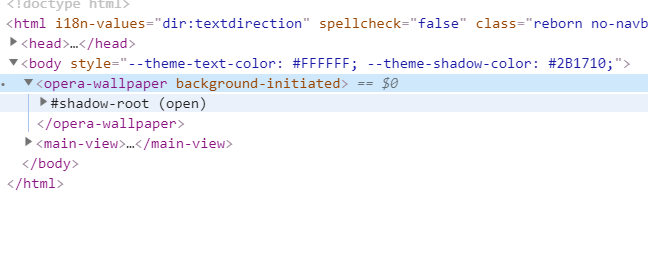 <!doctype html>
<html i18n-values="dir:textdirection" spellcheck="false" class="reborn no-navb
<head>…</head>
<body style="--theme-text-color: #FFFFFF; --theme-shadow-color: #2B1710;">
<opera-wallpaper background-initiated> == $0
#shadow-root (open)
</opera-wallpaper>
<main-view>…</main-view>
</body>
</html>